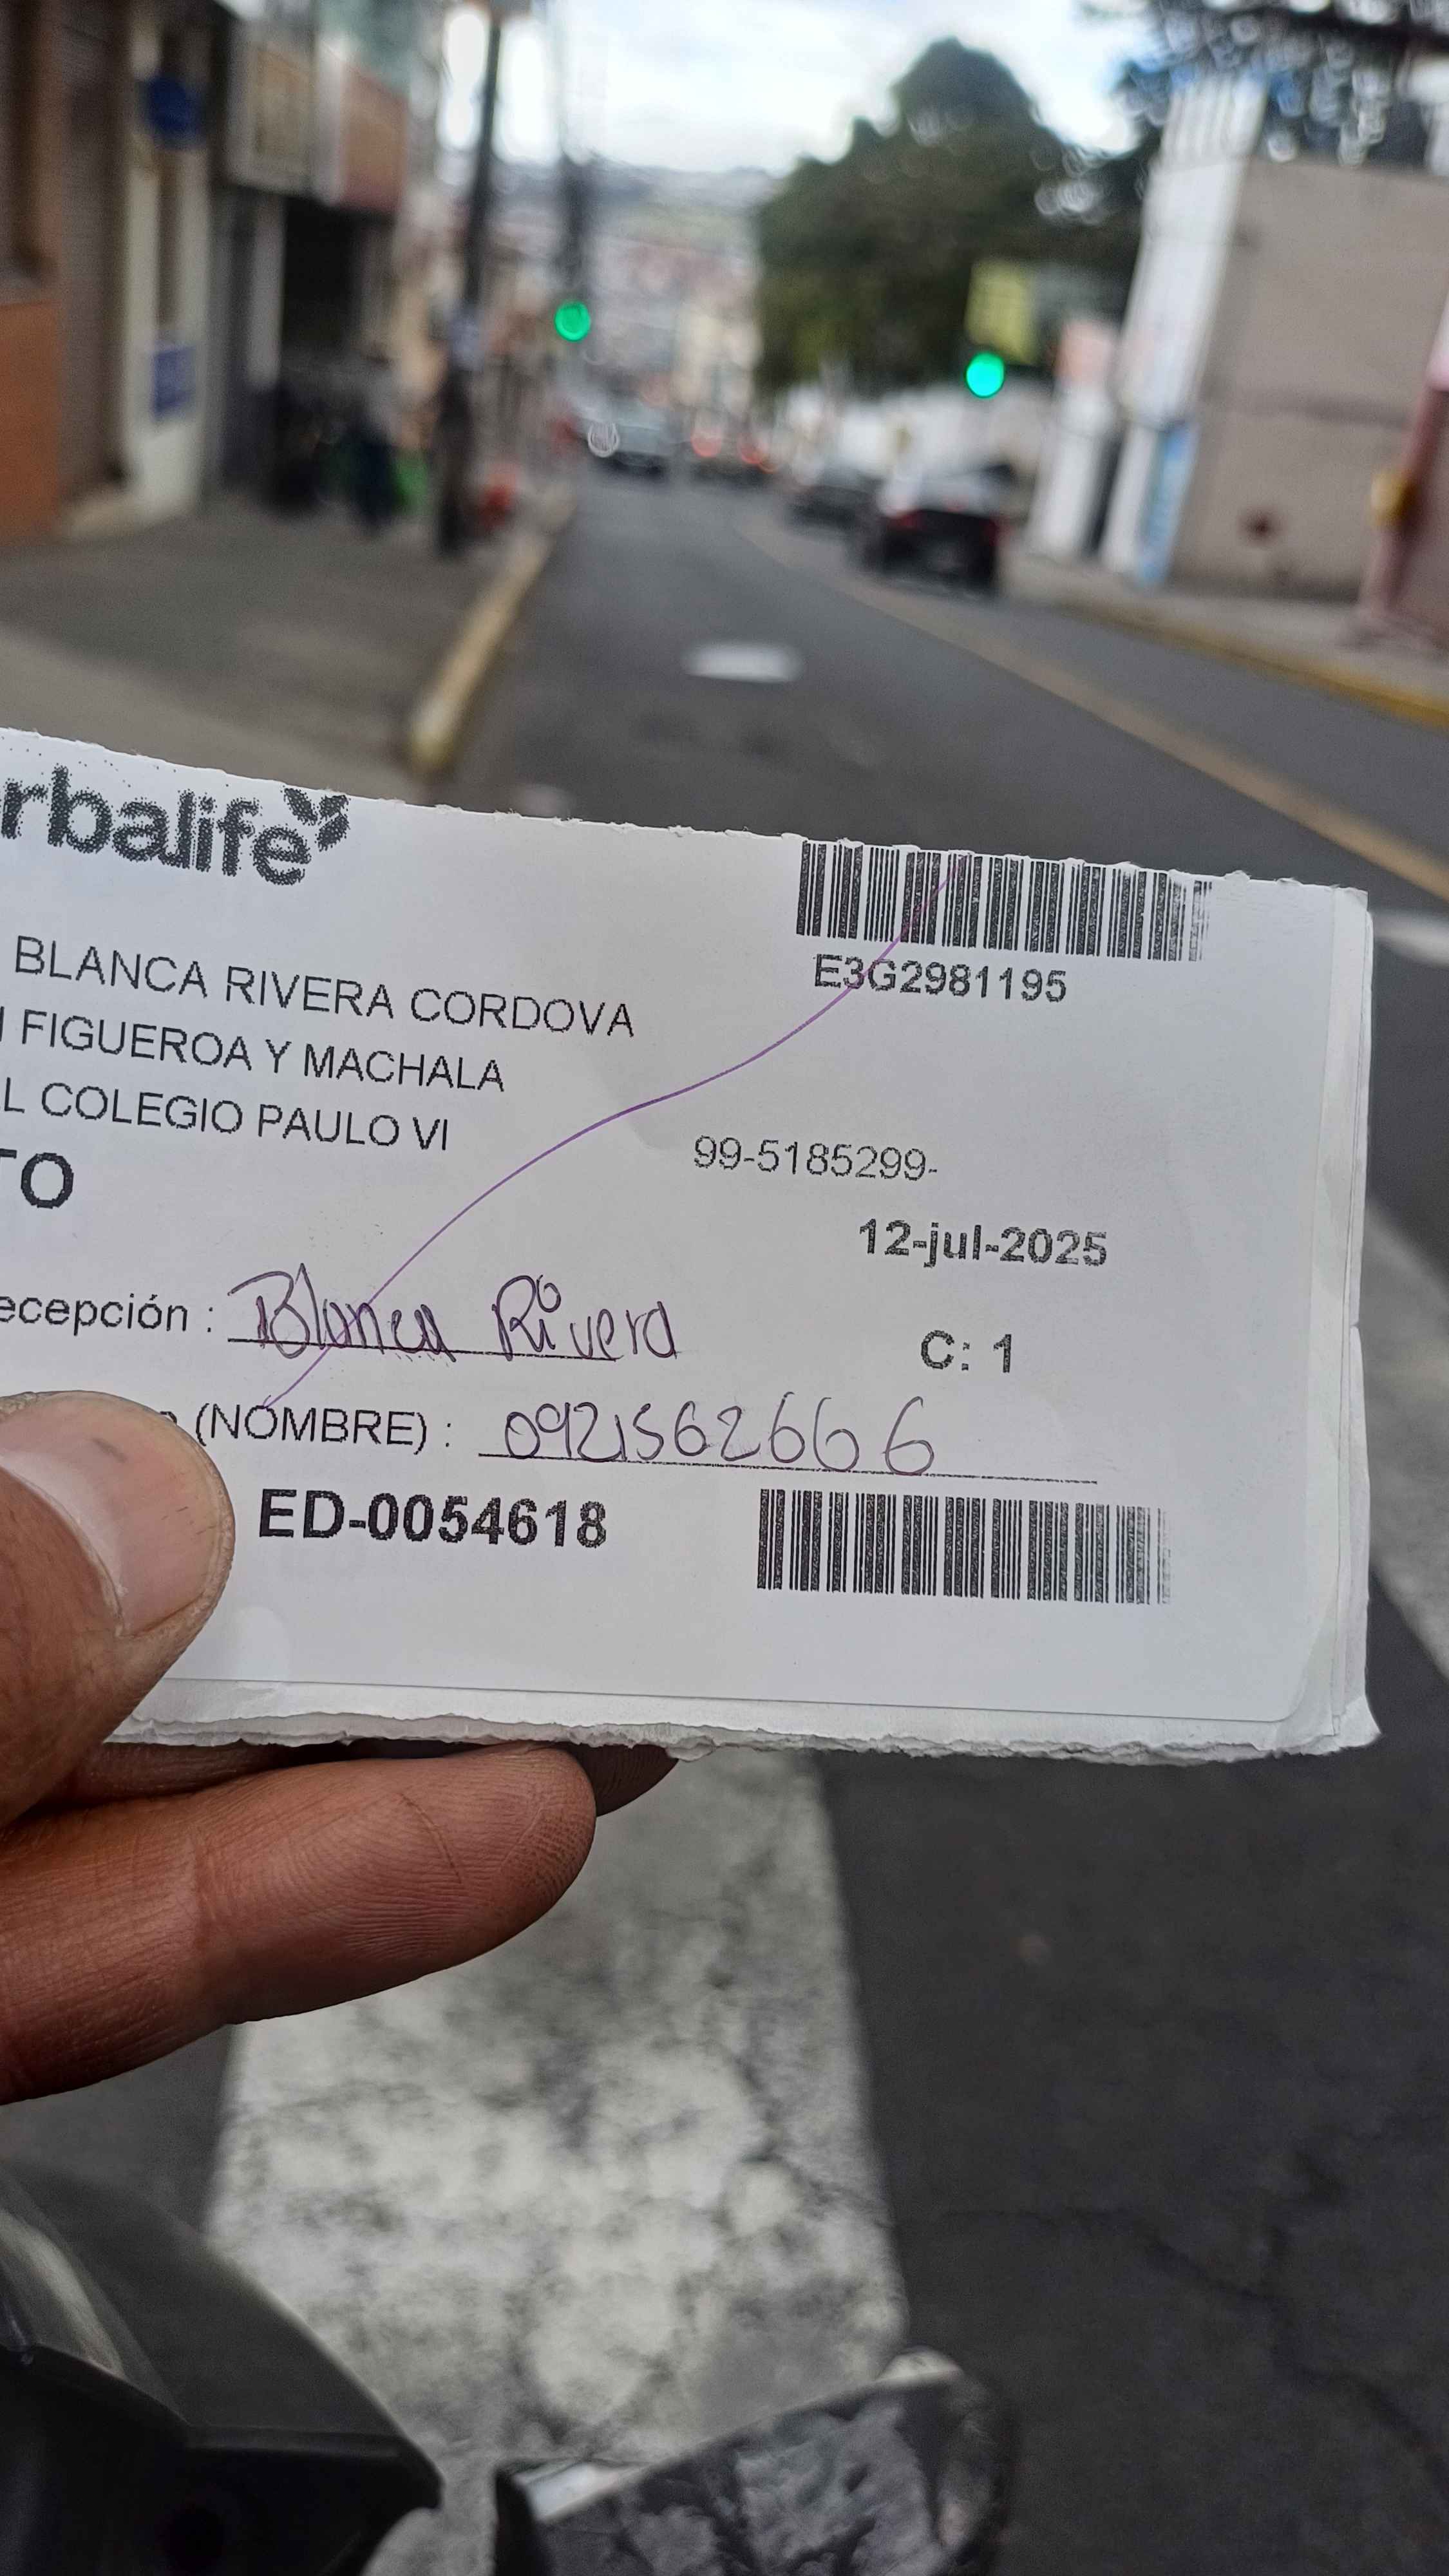 rbalife
E3G2981195
BLANCA RIVERA CORDOVA
FIGUEROA Y MACHALA
L COLEGIO PAULO VI
99-5185299-
TO
12-jul-2025
ecepción : Blanca Rivera
C: 1
(NOMBRE) : 0921562666
ED-0054618